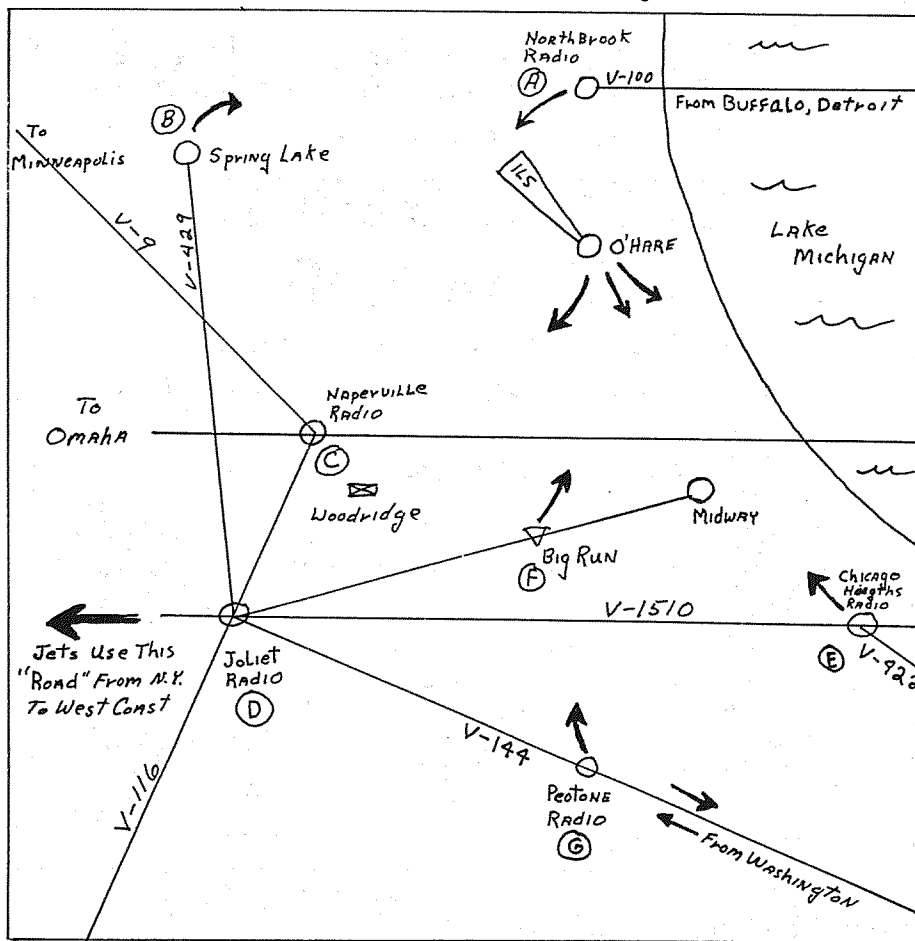 NorthBrook
Radio
A
V-100
From Buffalo, Detroit
B
To
Minneapolis
Spring Lake
ILS
V-9
V-429
O'Hare
Lake
Michigan
Naperville
Radio
To
Omaha
C
Woodridge
Midway
Big Run
F
Chicago
Heigths
Radio
V-1510
E
V-422
Jets Use This
"Road" From N.Y.
To West Coast
Joliet
Radio
D
V-144
V-116
Peotone
Radio
G
From Washington